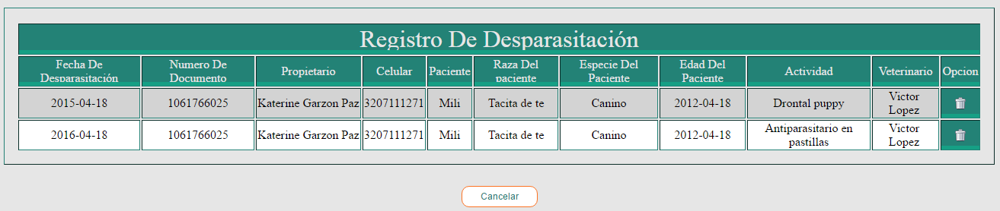 Registro De Desparasitación
Fecha De Desparasitación Numero De Documento Propietario Celular Paciente Raza Del paciente Especie Del Paciente Edad Del Paciente Actividad Veterinario Opcion
2015-04-18 1061766025 Katerine Garzon Paz 3207111271 Mili Tacita de te Canino 2012-04-18 Drontal puppy Victor Lopez
2016-04-18 1061766025 Katerine Garzon Paz 3207111271 Mili Tacita de te Canino 2012-04-18 Antiparasitario en pastillas Victor Lopez
Cancelar